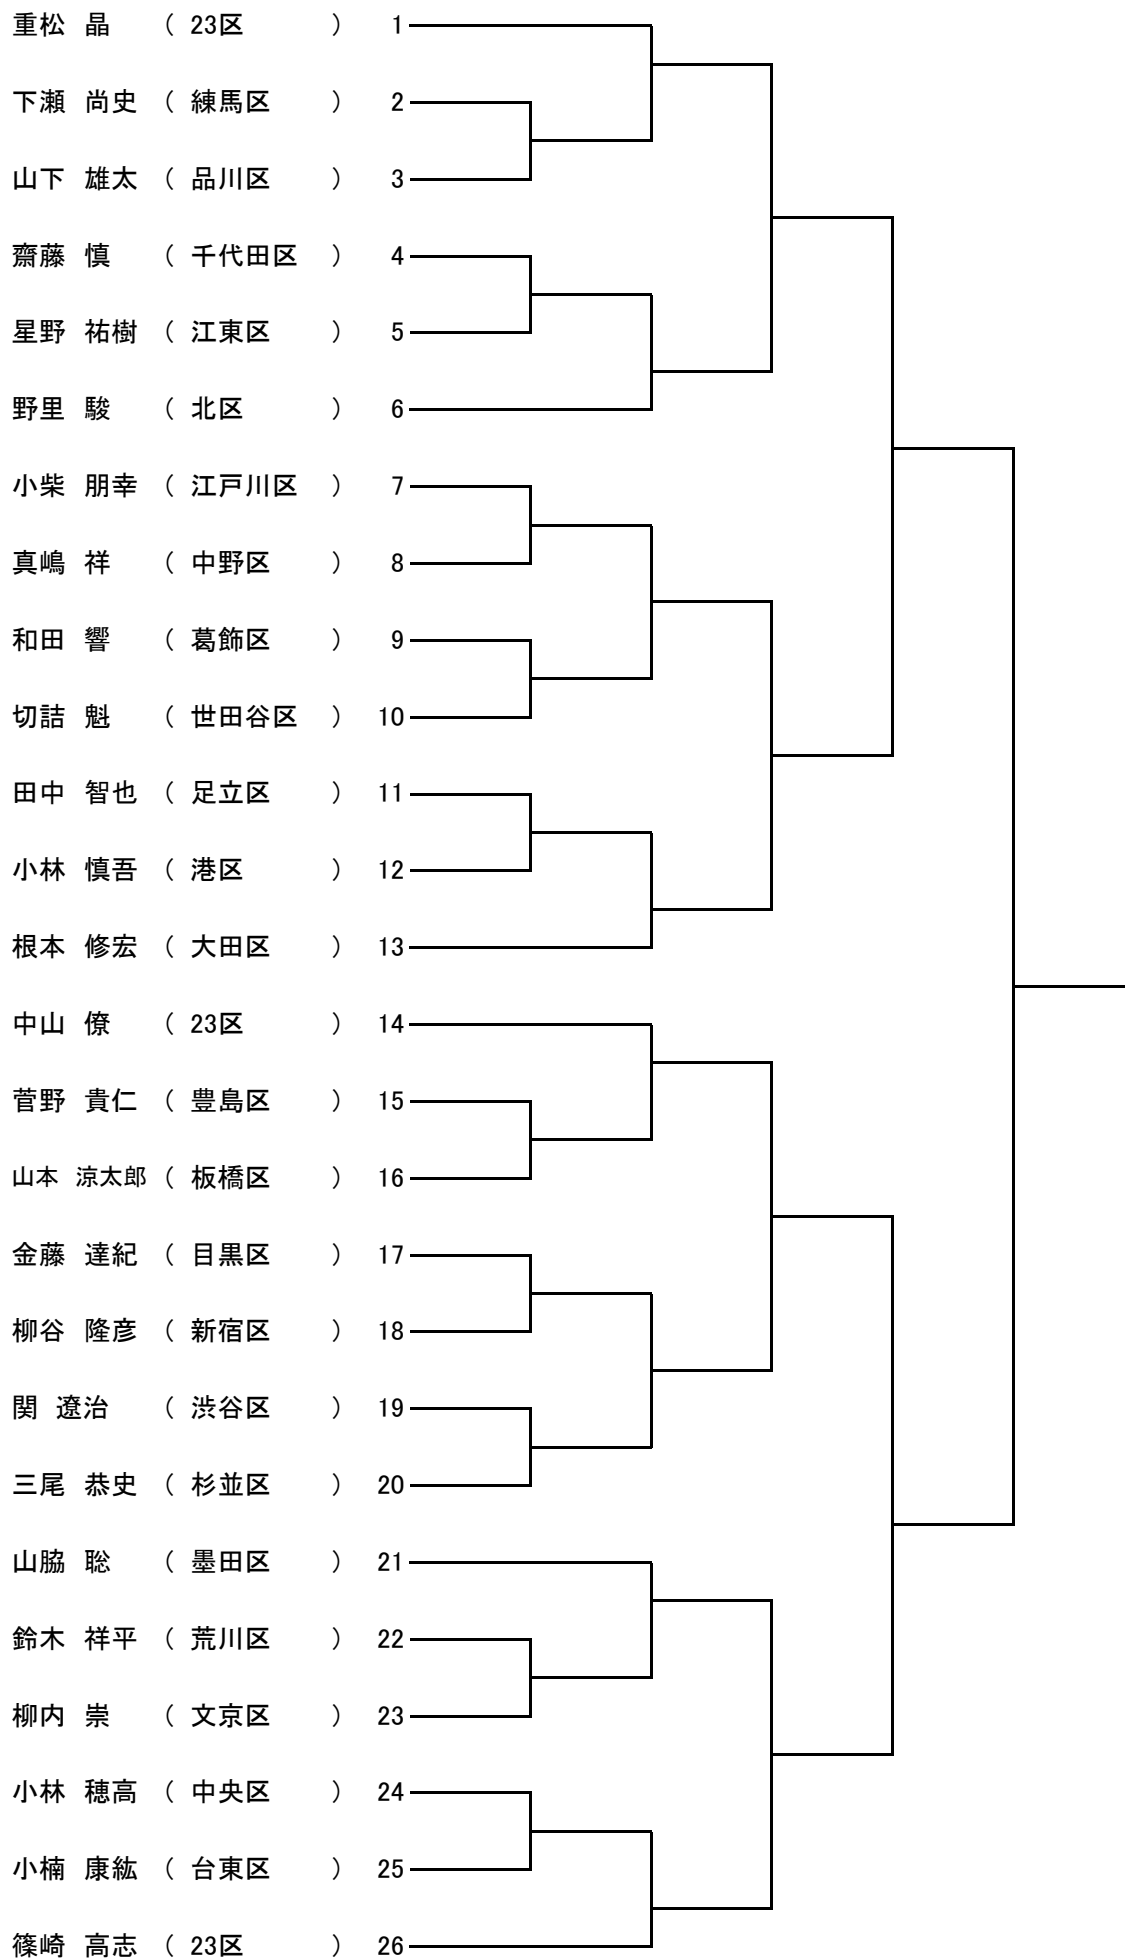 重松 晶 ( 23区 ) 1
下瀬 尚史 ( 練馬区 ) 2
山下 雄太 ( 品川区 ) 3
齋藤 慎 ( 千代田区 ) 4
星野 祐樹 ( 江東区 ) 5
野里 駿 ( 北区 ) 6
小柴 朋幸 ( 江戸川区 ) 7
真嶋 祥 ( 中野区 ) 8
和田 響 ( 葛飾区 ) 9
切詰 魁 ( 世田谷区 ) 10
田中 智也 ( 足立区 ) 11
小林 慎吾 ( 港区 ) 12
根本 修宏 ( 大田区 ) 13
中山 僚 ( 23区 ) 14
菅野 貴仁 ( 豊島区 ) 15
山本 涼太郎 ( 板橋区 ) 16
金藤 達紀 ( 目黒区 ) 17
柳谷 隆彦 ( 新宿区 ) 18
関 遼治 ( 渋谷区 ) 19
三尾 恭史 ( 杉並区 ) 20
山脇 聡 ( 墨田区 ) 21
鈴木 祥平 ( 荒川区 ) 22
柳内 崇 ( 文京区 ) 23
小林 穂高 ( 中央区 ) 24
小楠 康紘 ( 台東区 ) 25
篠崎 高志 ( 23区 ) 26